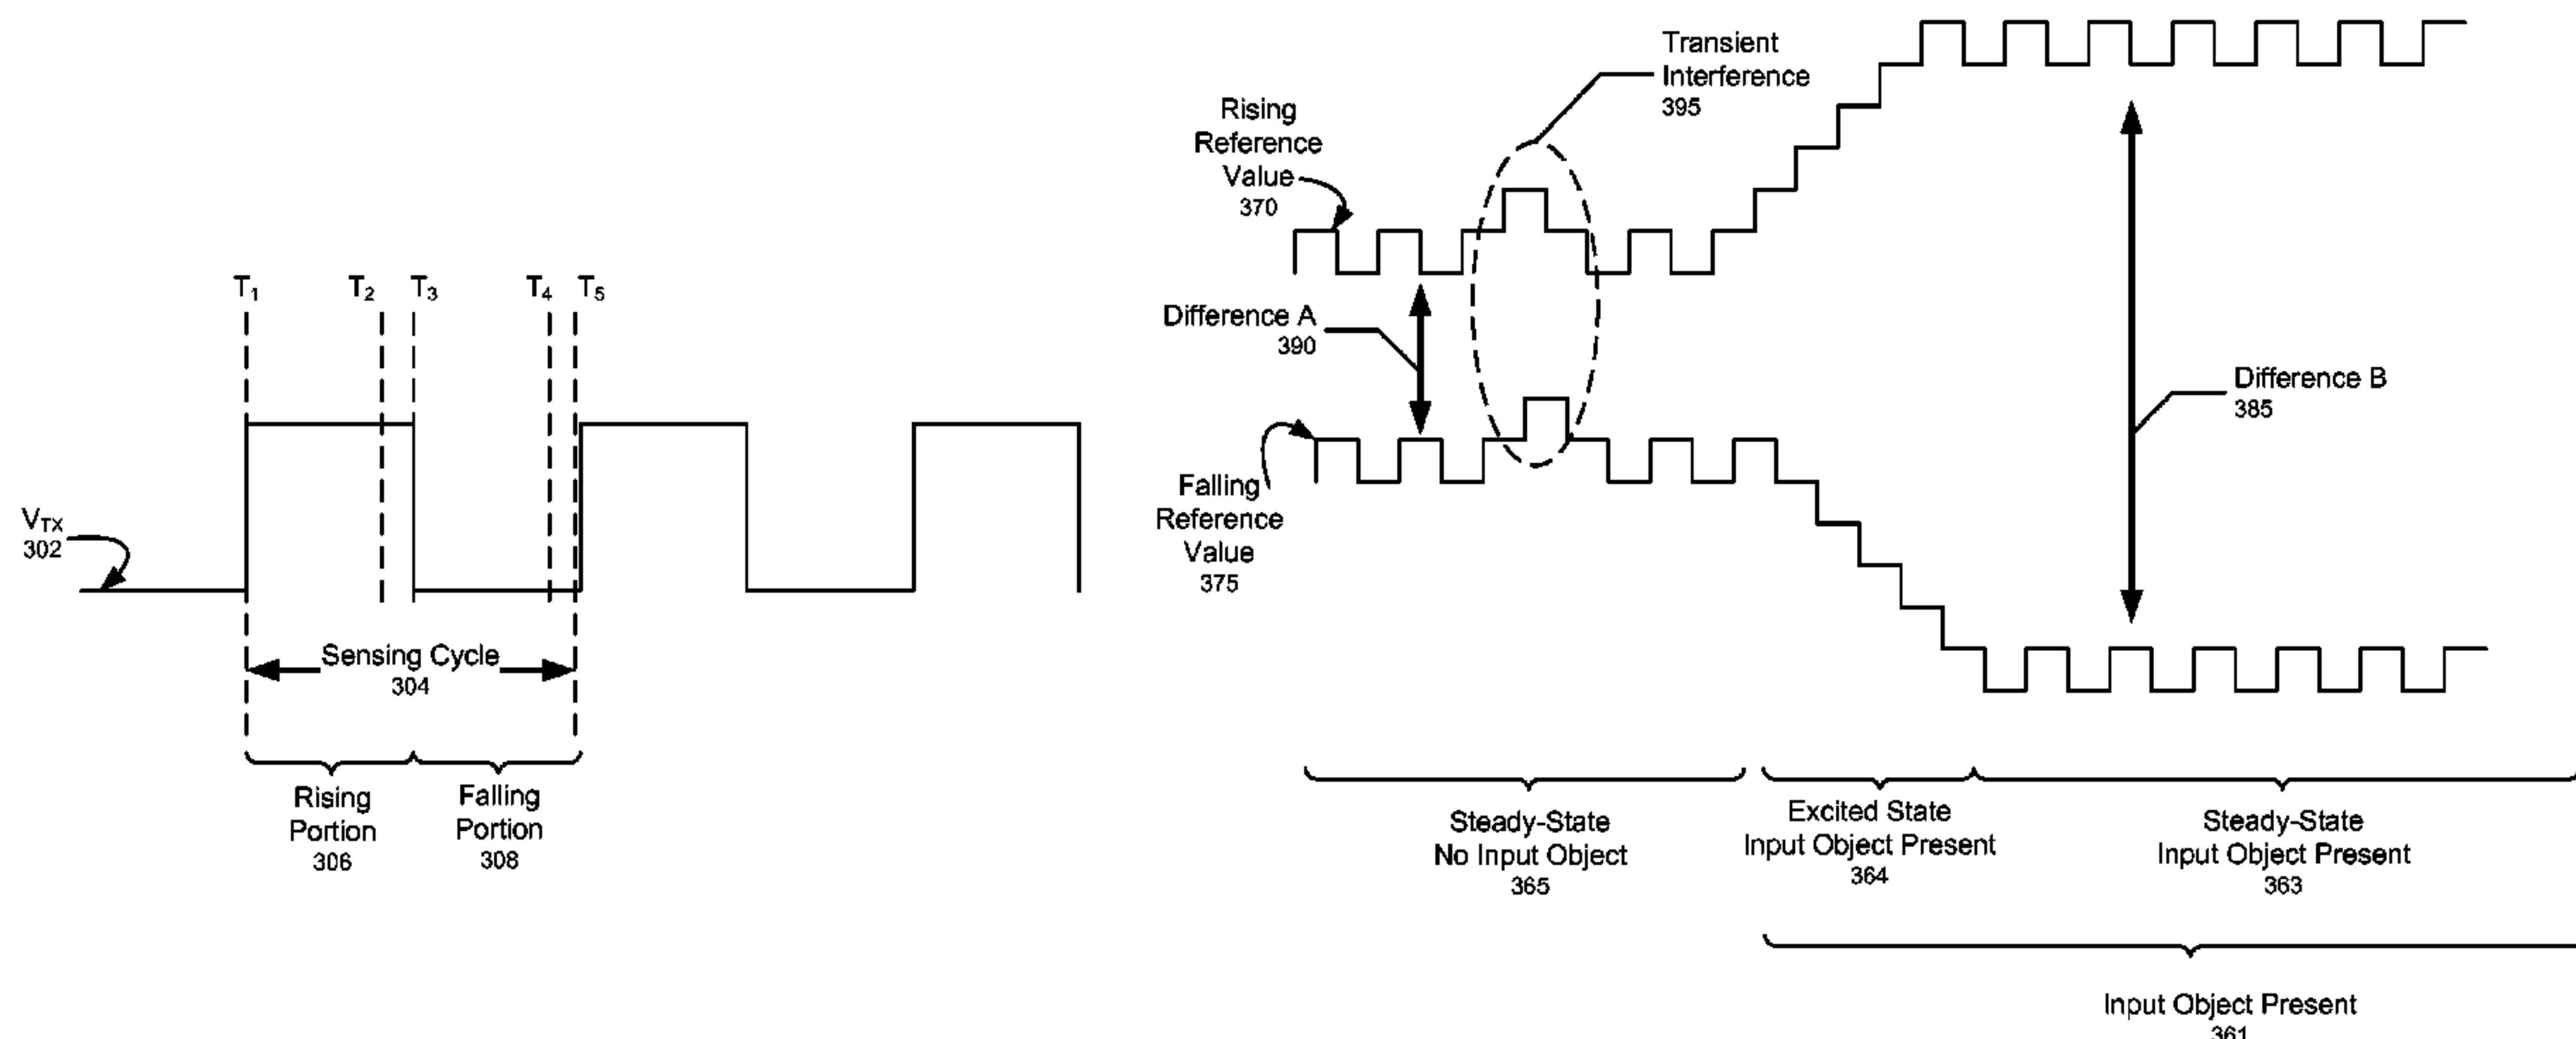 T1
T2
T3
T4
T5
VTX
302
Sensing Cycle
304
Rising
Portion
306
Falling
Portion
308
Transient
Interference
395
Rising
Reference
Value
370
Difference A
390
Difference B
385
Falling
Reference
Value
375
Steady-State
No Input Object
365
Excited State
Input Object Present
364
Steady-State
Input Object Present
363
Input Object Present
361